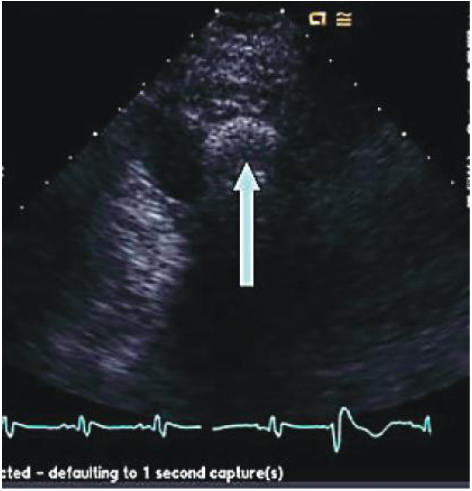 cted - defaulting to 1 second capture(s)